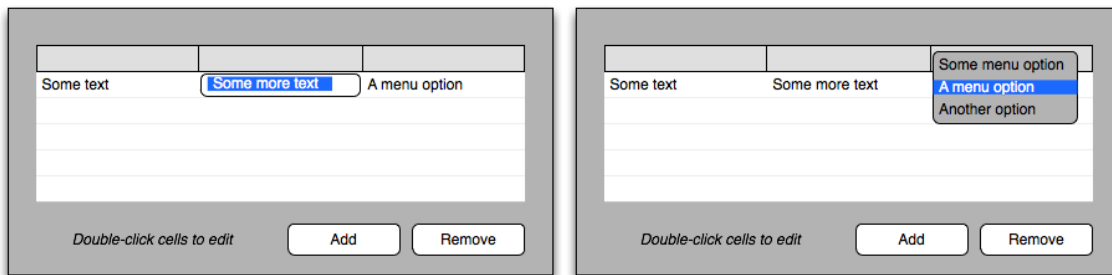 Some text Some more text A menu option
Double-click cells to edit Add Remove
Some menu option
Some text Some more text A menu option
Another option
Double-click cells to edit Add Remove